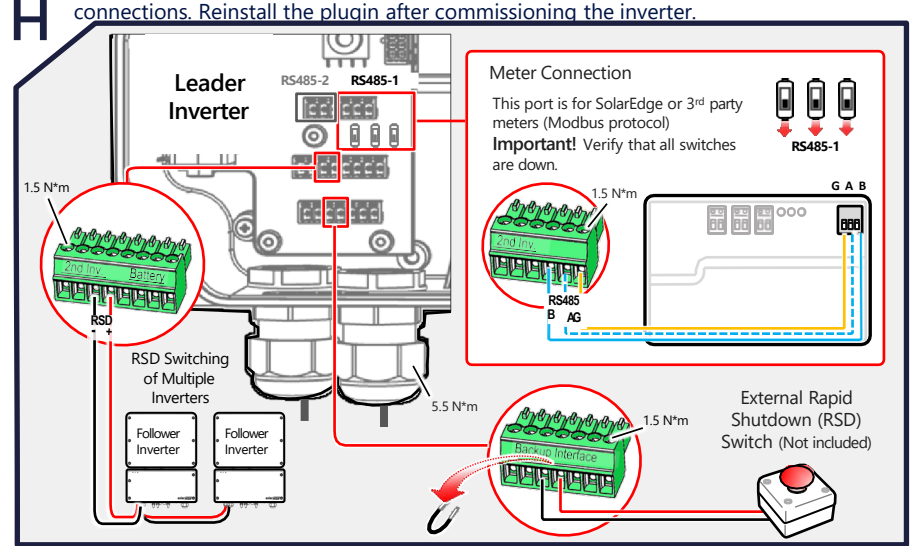 H
connections. Reinstall the plugin after commissioning the inverter.
Leader
Inverter
RS485-2 RS485-1
Meter Connection
This port is for SolarEdge or 3rd party
meters (Modbus protocol)
Important! Verify that all switches
are down.
RS485-1
G A B
1.5 N*m
2nd Inv
RS485
B AG
1.5 N*m
2nd Inv Battery
RSD
- +
RSD Switching
of Multiple
Inverters
Follower
Inverter
Follower
Inverter
5.5 N*m
1.5 N*m
Backup Interface
External Rapid
Shutdown (RSD)
Switch (Not included)